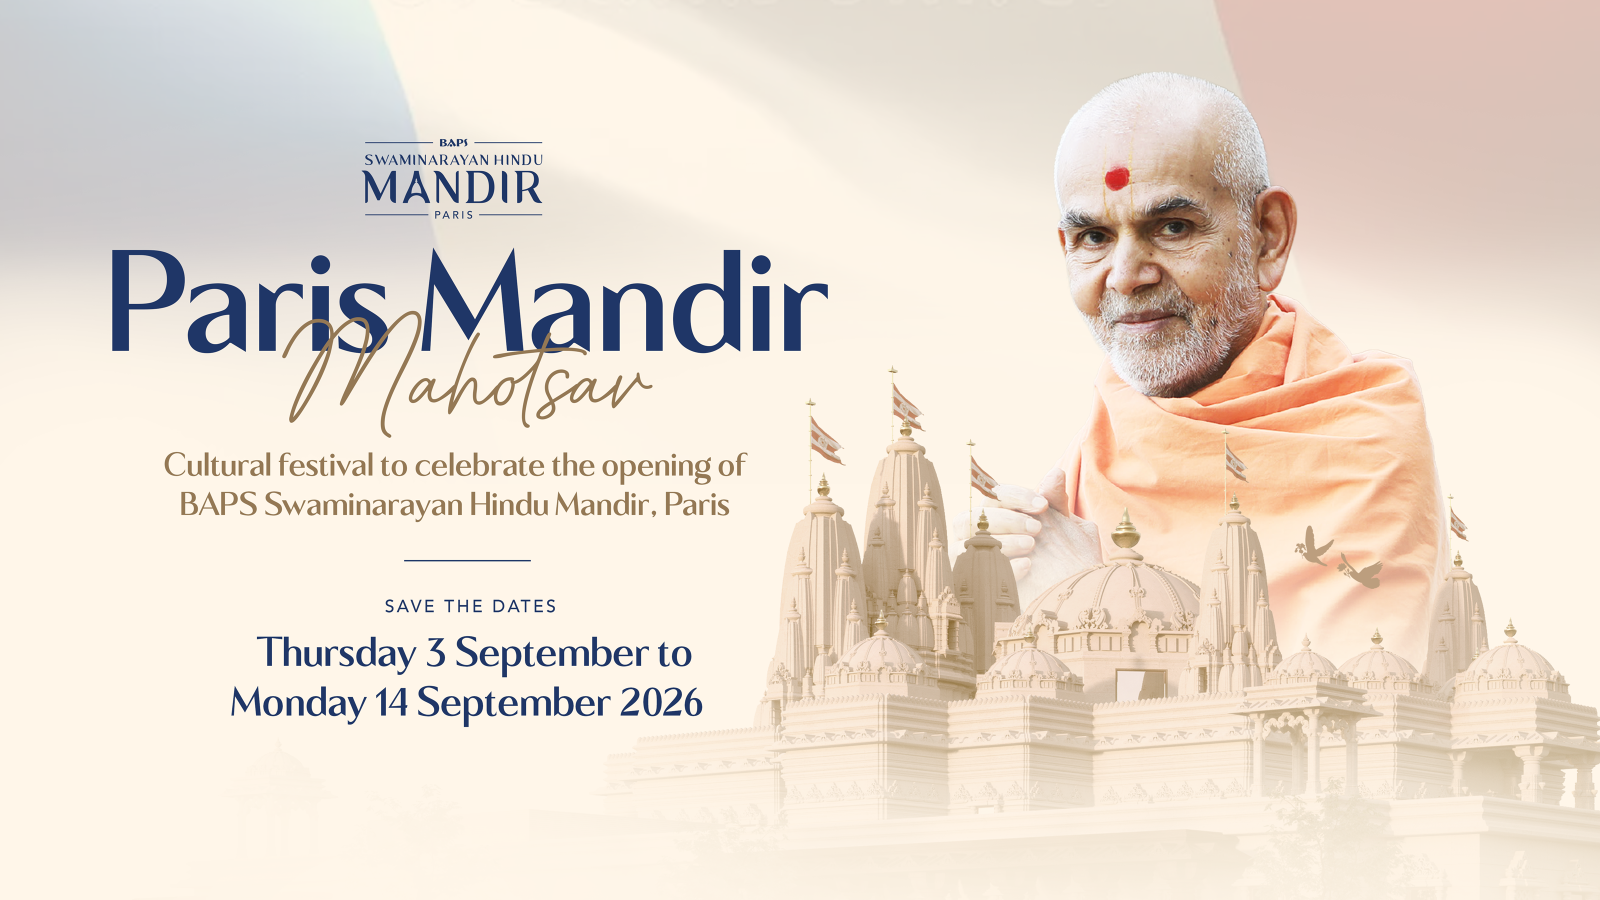 BAPS
SWAMINARAYAN HINDU
MANDIR
PARIS
Paris Mandir
Mahotsav
Cultural festival to celebrate the opening of
BAPS Swaminarayan Hindu Mandir, Paris
SAVE THE DATES
Thursday 3 September to
Monday 14 September 2026